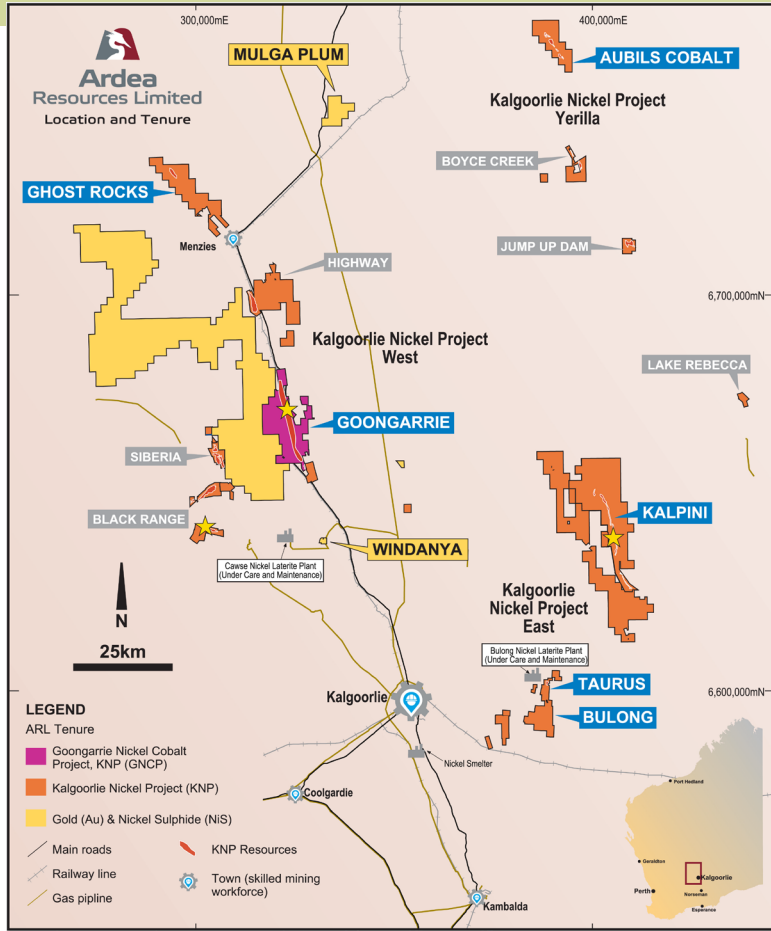 300,000mE
400,000mE
Ardea
Resources Limited
Location and Tenure
MULGA PLUM
AUBILS COBALT
Kalgoorlie Nickel Project
Yerilla
BOYCE CREEK
GHOST ROCKS
Menzies
JUMP UP DAM
HIGHWAY
6,700,000mN
Kalgoorlie Nickel Project
West
LAKE REBECCA
GOONGARRIE
SIBERIA
KALPINI
BLACK RANGE
WINDANYA
Cawse Nickel Laterite Plant
(Under Care and Maintenance)
N
25km
Kalgoorlie
Nickel Project
East
Bulong Nickel Laterite Plant
(Under Care and Maintenance)
TAURUS
Kalgoorlie
6,600,000mN
BULONG
LEGEND
ARL Tenure
Goongarrie Nickel Cobalt
Project, KNP (GNCP)
Kalgoorlie Nickel Project (KNP)
Gold (Au) & Nickel Sulphide (NiS)
Main roads
Railway line
Gas pipline
KNP Resources
Town (skilled mining
workforce)
Nickel Smelter
Coolgardie
Kambalda
Port Hedland
Geraldton
Kalgoorlie
Perth
Norseman
Esperance